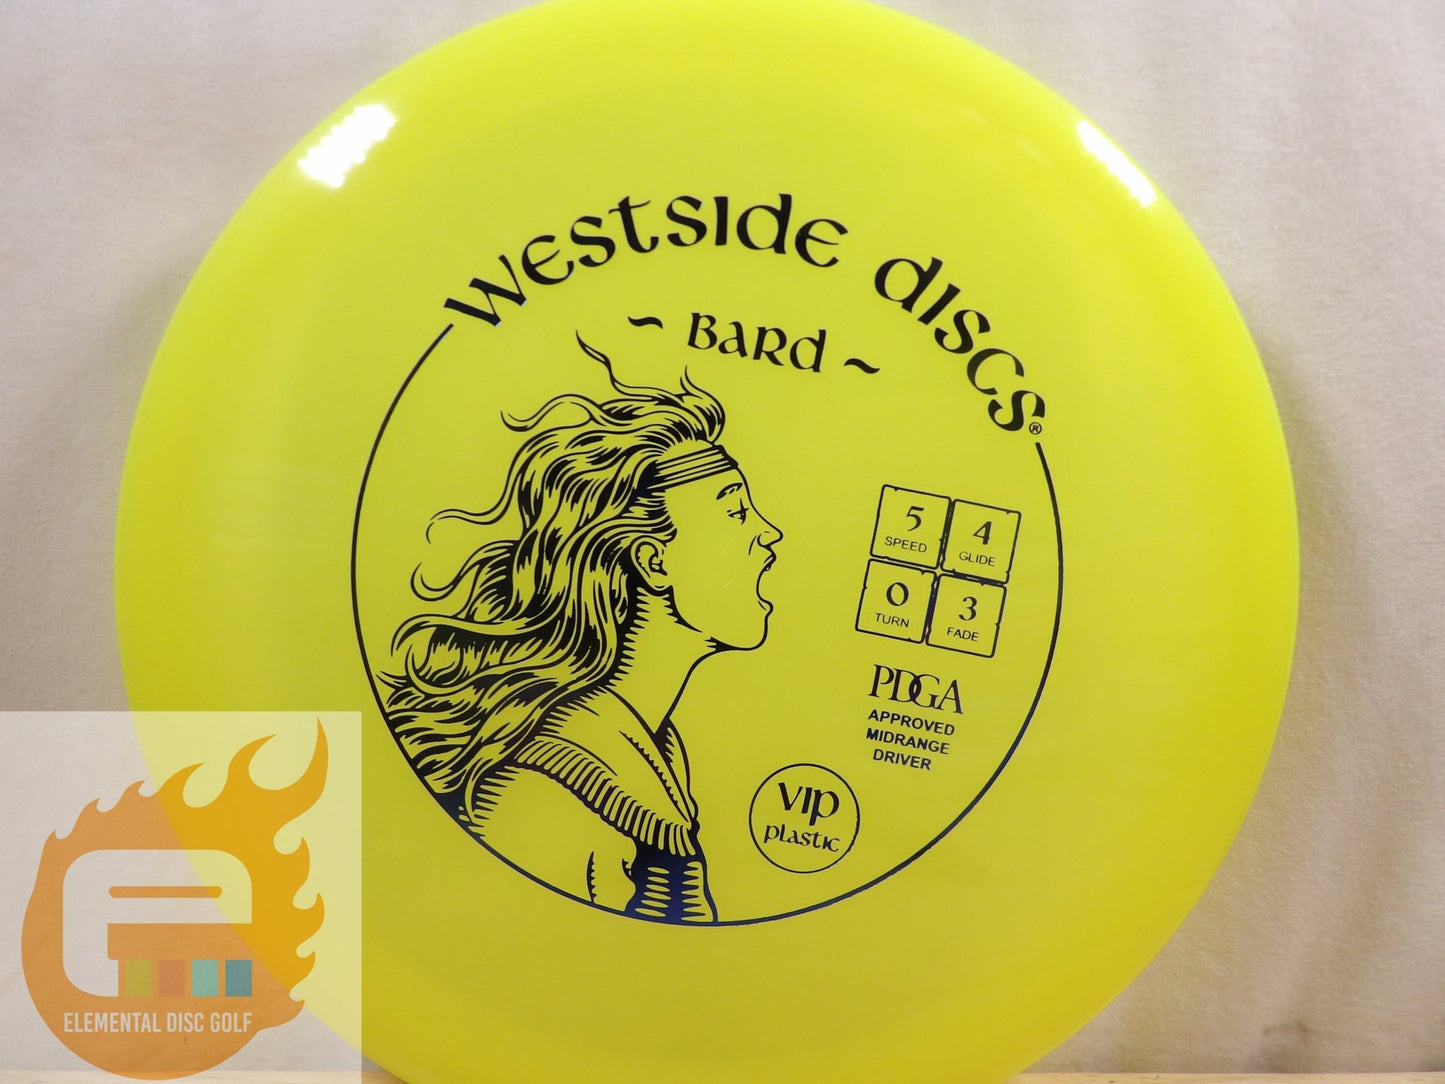 WESTSIDE DISCS®
~ BARD ~
5 4
SPEED GLIDE
0 3
TURN FADE
PDGA
APPROVED
MIDRANGE
DRIVER
VIP
PLASTIC
ELEMENTAL DISC GOLF